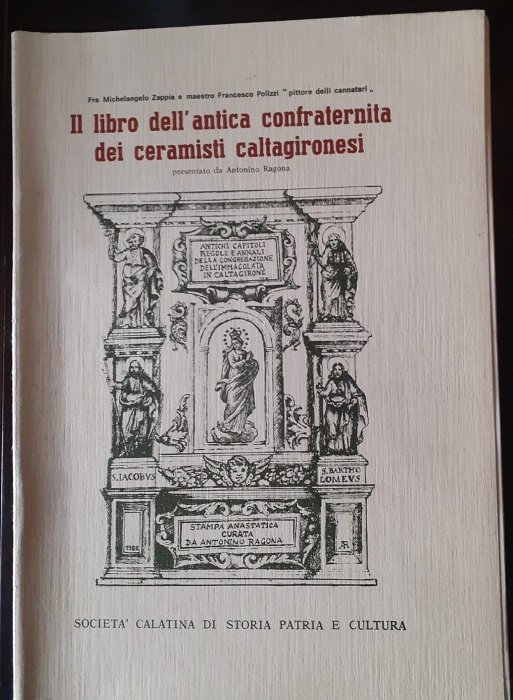 Fra Michelangelo Zappia e maestro Francesco Polizzi " pittore delli cannatari „
Il libro dell'antica confraternita
dei ceramisti caltagironesi
presentato da Antonino Ragona
ANTICHI CAPITOLI
REGOLE E ANNALI
DELLA CONGREGAZIONE
DELL'IMMACOLATA
IN CALTAGIRONE
S. IACOBVS
S. BARTHO
LOMEVS
STAMPA ANASTATICA
CURATA
DA ANTONINO RAGONA
SOCIETA' CALATINA DI STORIA PATRIA E CULTURA